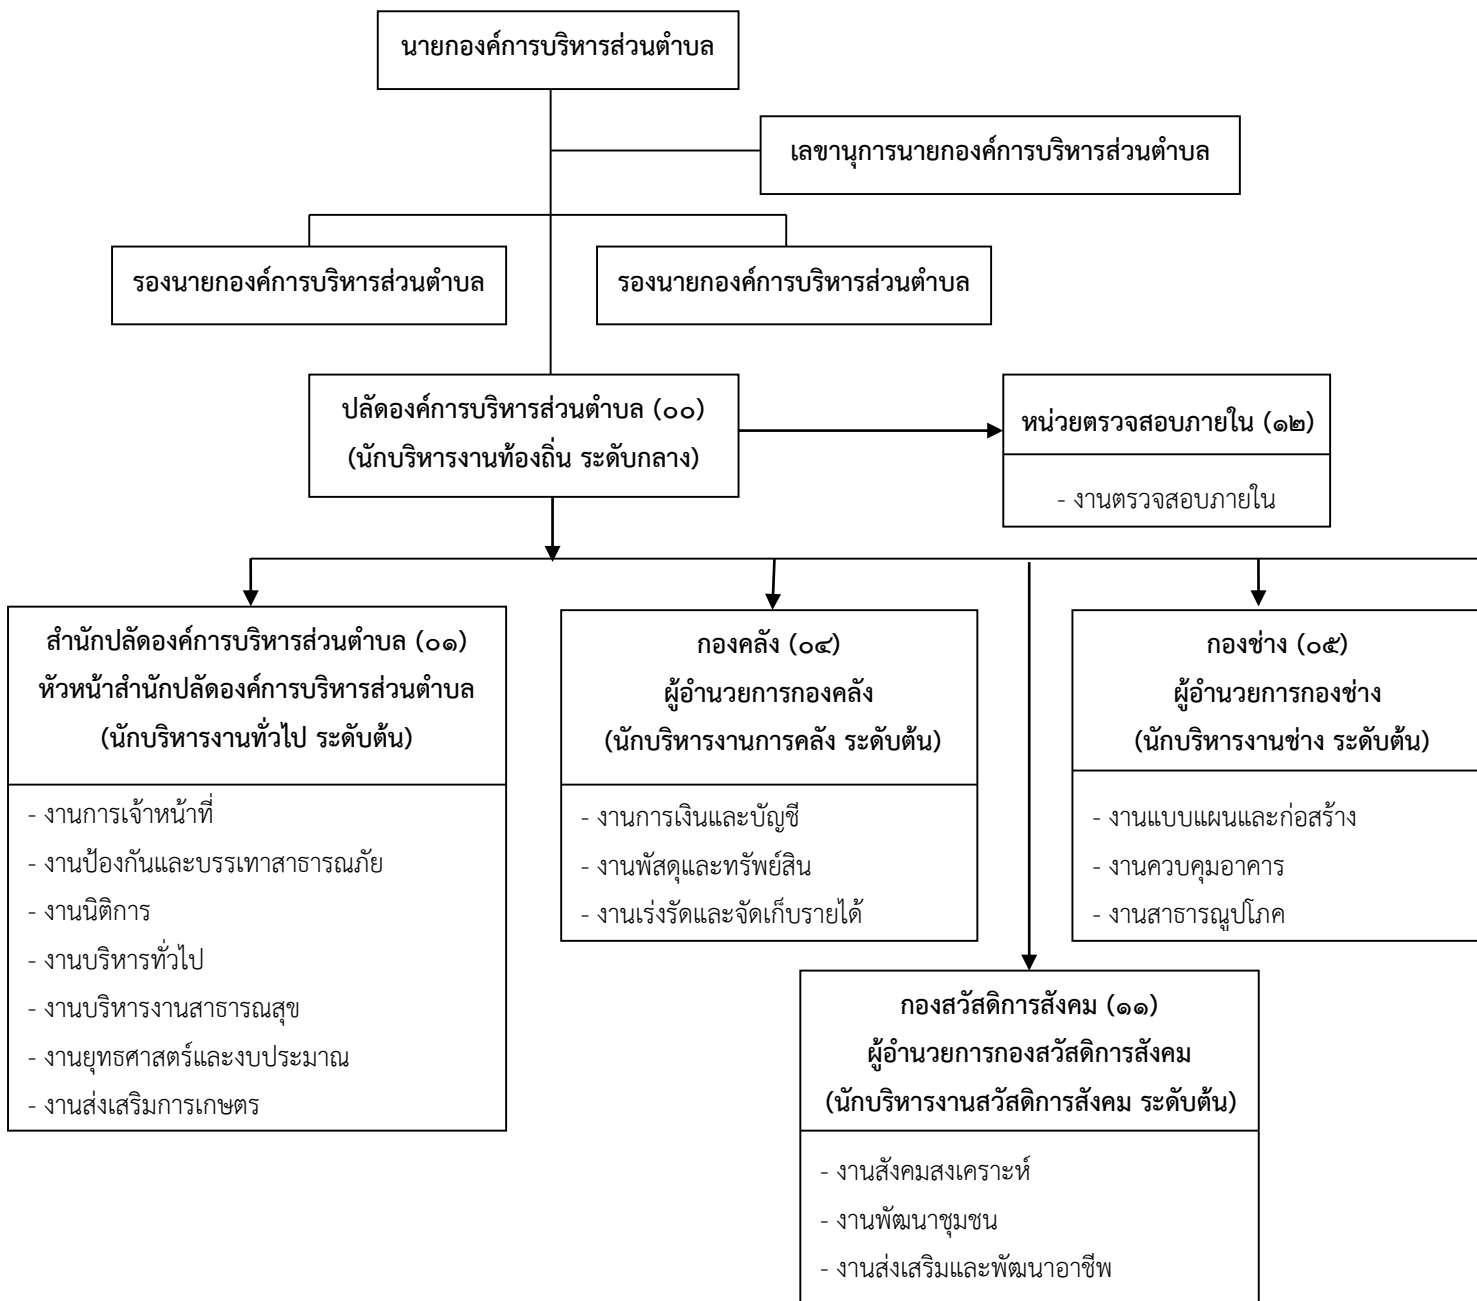 นายกองค์การบริหารส่วนตำบล
เลขานุการนายกองค์การบริหารส่วนตำบล
รองนายกองค์การบริหารส่วนตำบล
รองนายกองค์การบริหารส่วนตำบล
ปลัดองค์การบริหารส่วนตำบล (๐๐)
(นักบริหารงานท้องถิ่น ระดับกลาง)
หน่วยตรวจสอบภายใน (๑๒)
- งานตรวจสอบภายใน
สำนักปลัดองค์การบริหารส่วนตำบล (๐๑)
หัวหน้าสำนักปลัดองค์การบริหารส่วนตำบล
(นักบริหารงานทั่วไป ระดับต้น)
- งานการเจ้าหน้าที่
- งานป้องกันและบรรเทาสาธารณภัย
- งานนิติการ
- งานบริหารทั่วไป
- งานบริหารงานสาธารณสุข
- งานยุทธศาสตร์และงบประมาณ
- งานส่งเสริมการเกษตร
กองคลัง (๐๔)
ผู้อำนวยการกองคลัง
(นักบริหารงานการคลัง ระดับต้น)
- งานการเงินและบัญชี
- งานพัสดุและทรัพย์สิน
- งานเร่งรัดและจัดเก็บรายได้
กองช่าง (๐๕)
ผู้อำนวยการกองช่าง
(นักบริหารงานช่าง ระดับต้น)
- งานแบบแผนและก่อสร้าง
- งานควบคุมอาคาร
- งานสาธารณูปโภค
กองสวัสดิการสังคม (๑๑)
ผู้อำนวยการกองสวัสดิการสังคม
(นักบริหารงานสวัสดิการสังคม ระดับต้น)
- งานสังคมสงเคราะห์
- งานพัฒนาชุมชน
- งานส่งเสริมและพัฒนาอาชีพ